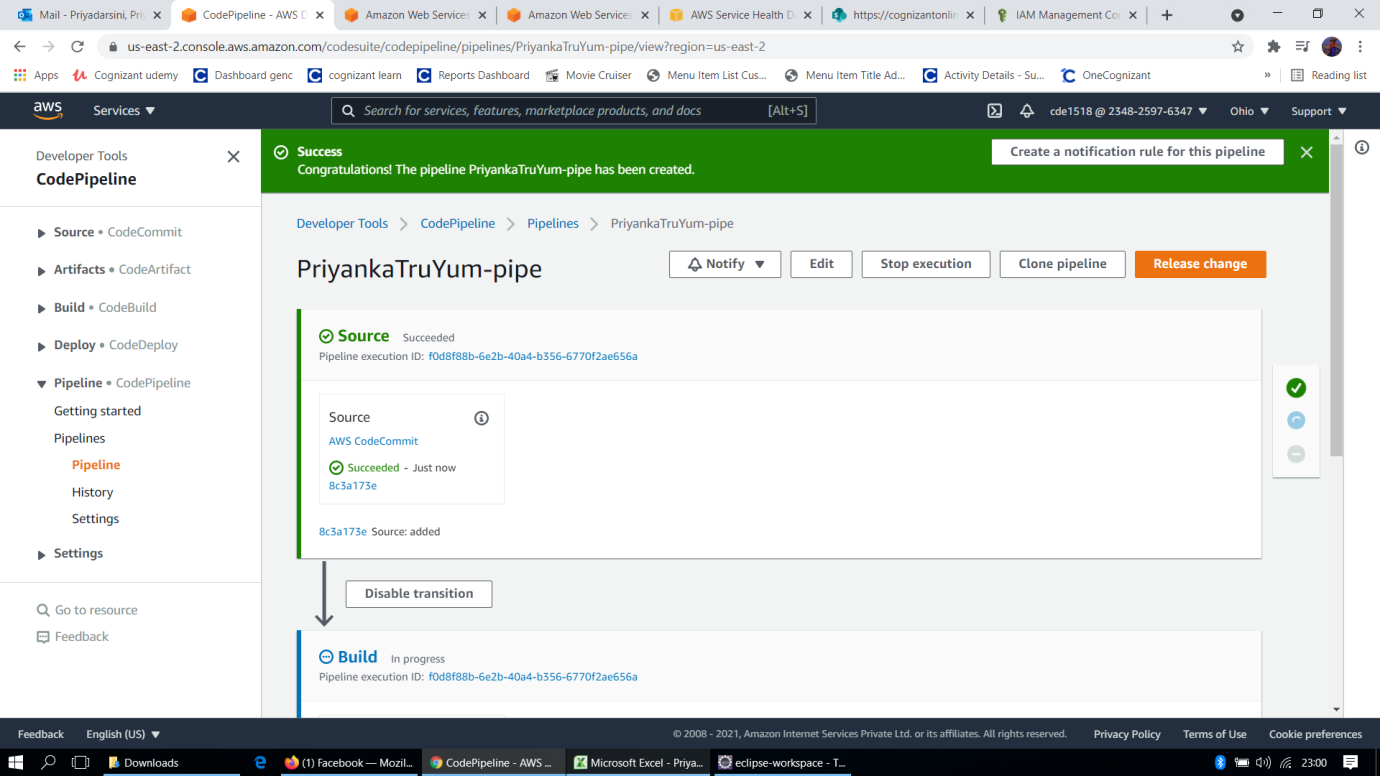 Mail - Priyadarsini, Pri
CodePipeline - AWS D
Amazon Web Services
Amazon Web Services
AWS Service Health D
https://cognizantonlin
IAM Management Con
us-east-2.console.aws.amazon.com/codesuite/codepipeline/pipelines/PriyankaTruYum-pipe/view?region=us-east-2
Apps
Cognizant udemy
Dashboard genc
cognizant learn
Reports Dashboard
Movie Cruiser
Menu Item List Cus...
Menu Item Title Ad...
Activity Details - Su...
OneCognizant
»
Reading list
aws
Services
Search for services, features, marketplace products, and docs
[Alt+S]
cde1518 @ 2348-2597-6347
Ohio
Support
Developer Tools
CodePipeline
Source • CodeCommit
Artifacts • CodeArtifact
Build • CodeBuild
Deploy • CodeDeploy
Pipeline • CodePipeline
Getting started
Pipelines
Pipeline
History
Settings
Settings
Go to resource
Feedback
Success
Congratulations! The pipeline PriyankaTruYum-pipe has been created.
Create a notification rule for this pipeline
Developer Tools
CodePipeline
Pipelines
PriyankaTruYum-pipe
PriyankaTruYum-pipe
Notify
Edit
Stop execution
Clone pipeline
Release change
Source Succeeded
Pipeline execution ID: f0d8f88b-6e2b-40a4-b356-6770f2ae656a
Source
AWS CodeCommit
Succeeded - Just now
8c3a173e
8c3a173e Source: added
Disable transition
Build In progress
Pipeline execution ID: f0d8f88b-6e2b-40a4-b356-6770f2ae656a
Feedback
English (US)
© 2008 - 2021, Amazon Internet Services Private Ltd. or its affiliates. All rights reserved.
Privacy Policy
Terms of Use
Cookie preferences
Downloads
(1) Facebook — Mozil...
CodePipeline - AWS ...
Microsoft Excel - Priya...
eclipse-workspace - T...
23:00